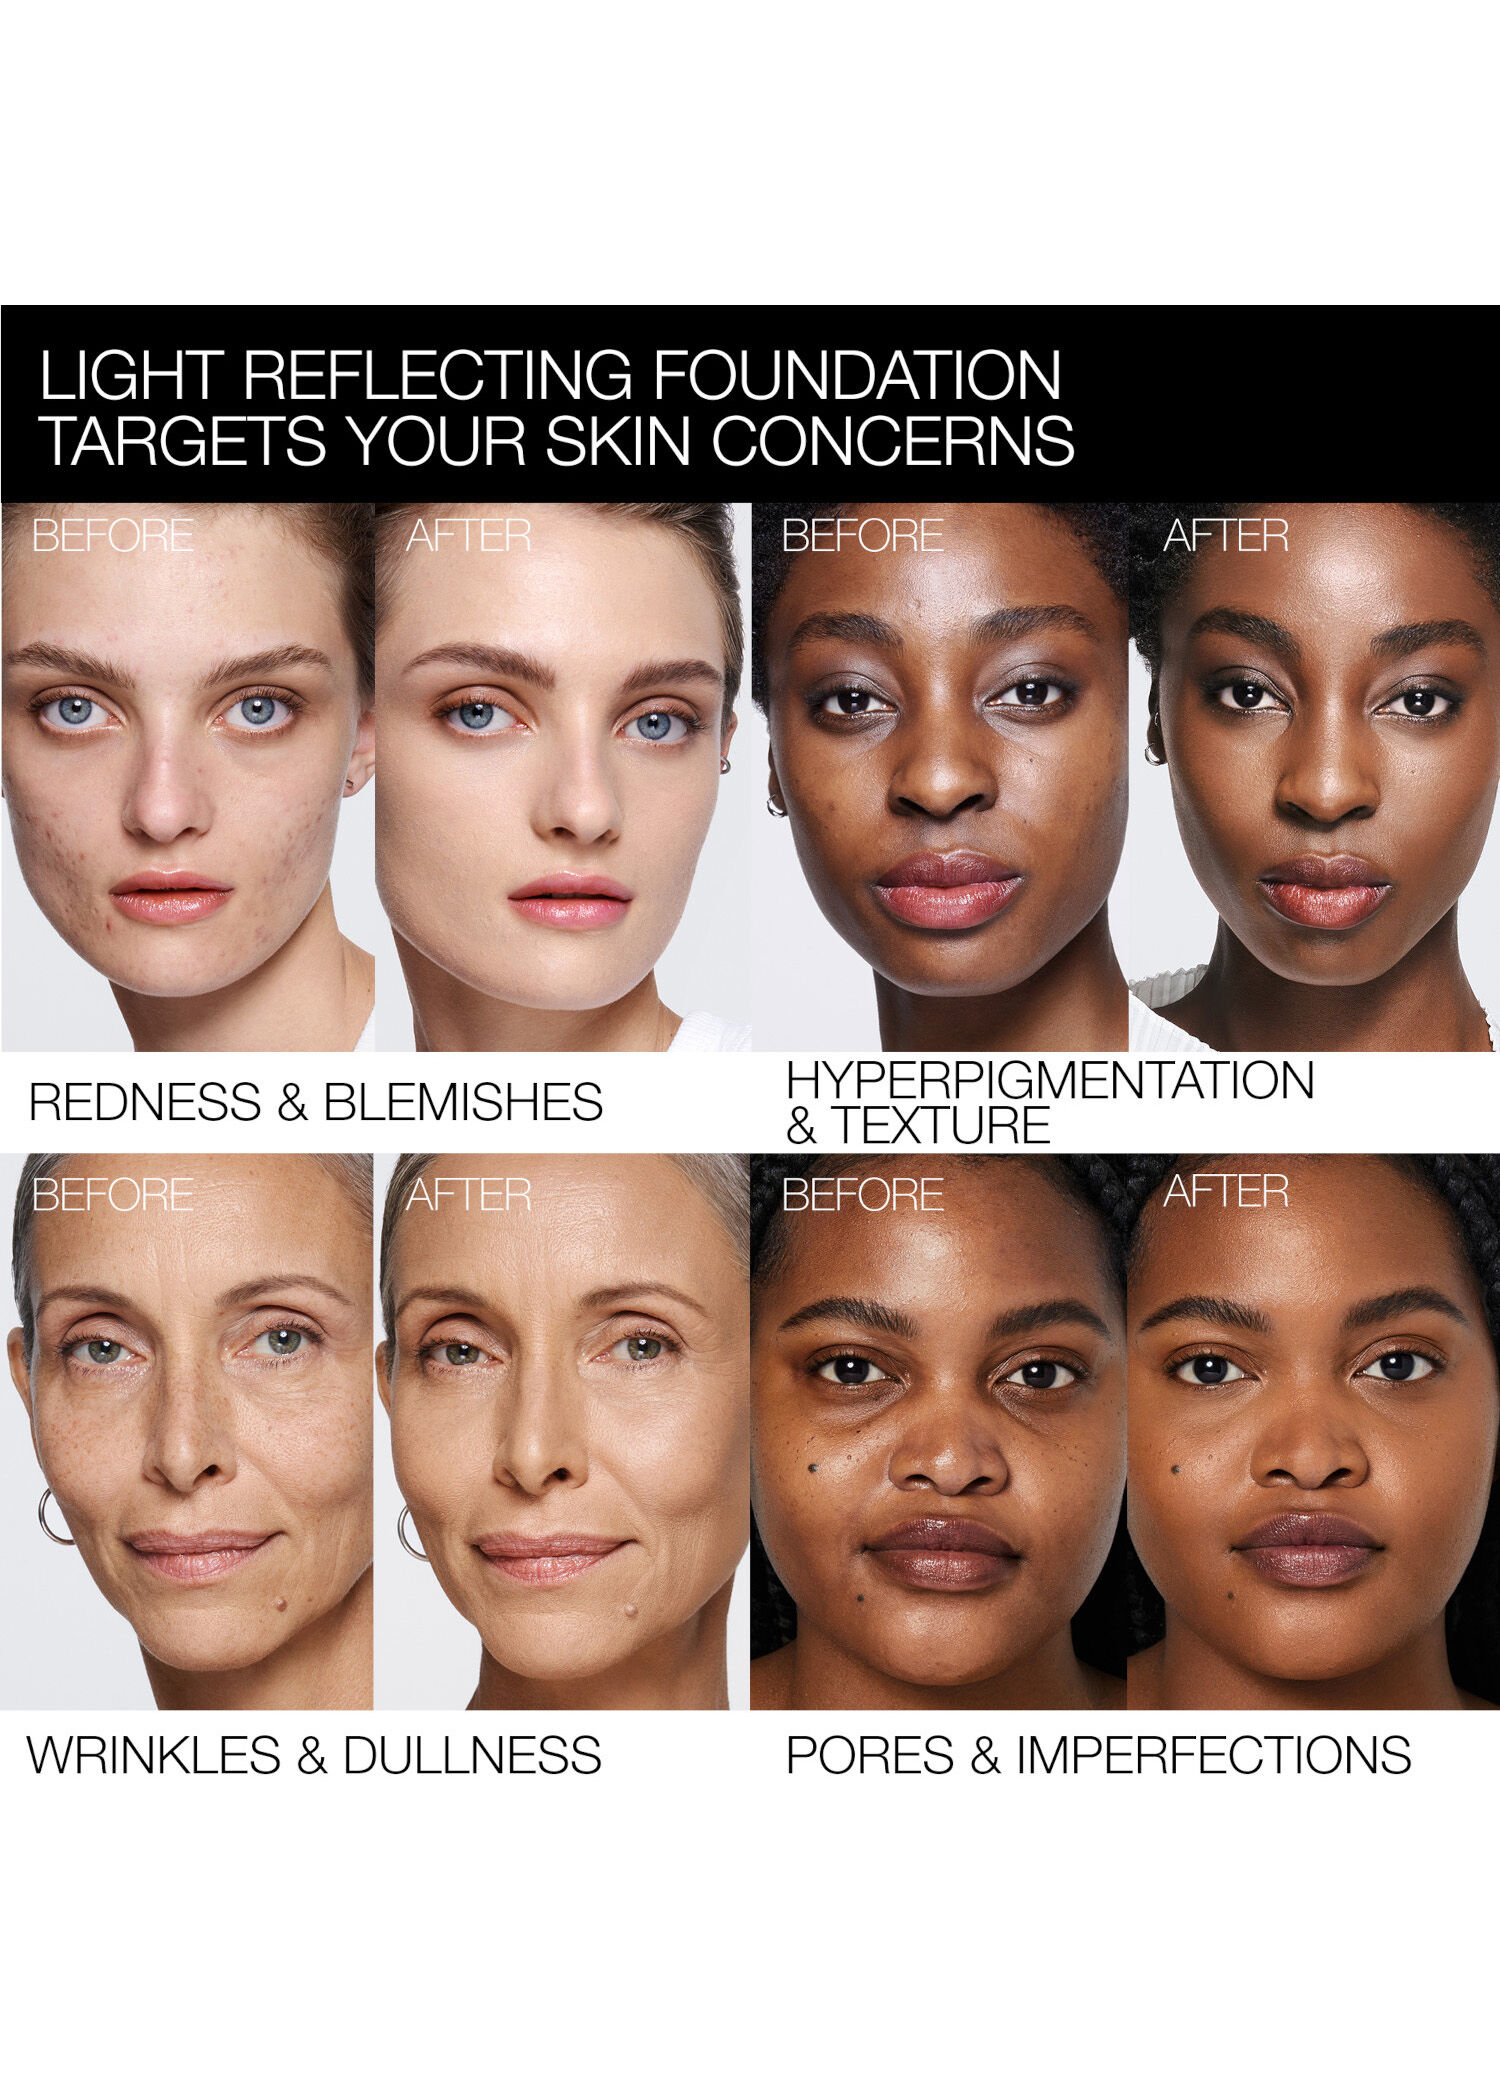 LIGHT REFLECTING FOUNDATION
TARGETS YOUR SKIN CONCERNS
BEFORE
AFTER
BEFORE
AFTER
REDNESS & BLEMISHES
HYPERPIGMENTATION
& TEXTURE
BEFORE
AFTER
BEFORE
AFTER
WRINKLES & DULLNESS
PORES & IMPERFECTIONS